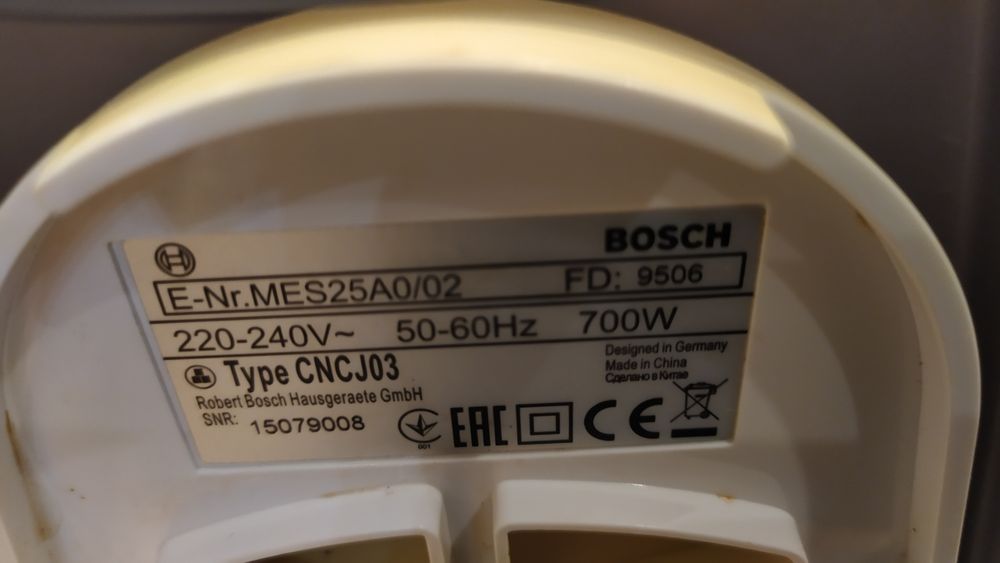 BOSCH
E-Nr.MES25A0/02 FD: 9506
220-240V~ 50-60Hz 700W
Type CNCJ03
Designed in Germany
Made in China
Сделано в Китае
Robert Bosch Hausgeraete GmbH
SNR: 15079008
001
EAC
CE